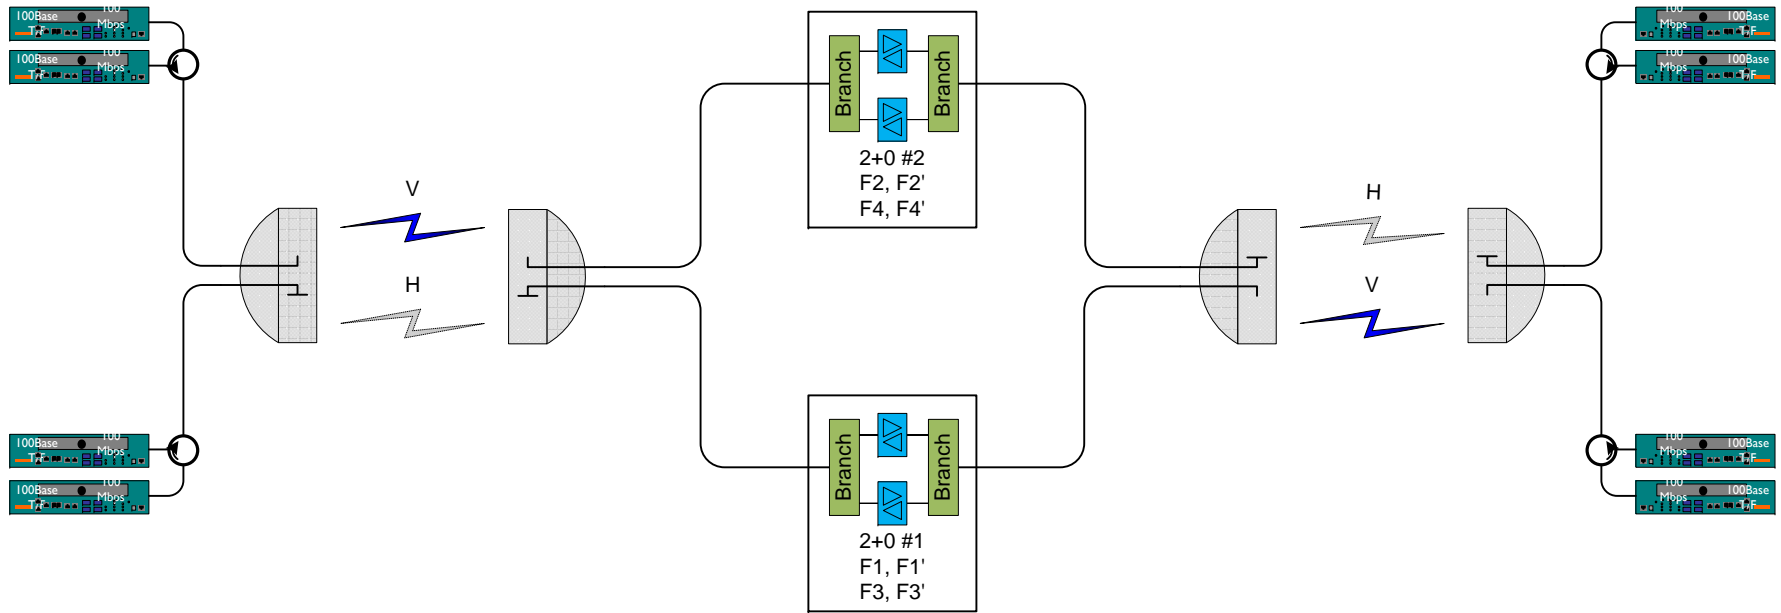 100Base
100
Mbps
T/F
100Base
100
Mbps
T/F
100
Mbps
100Base
T/F
100
Mbps
100Base
T/F
Branch
Branch
2+0 #2
F2, F2'
F4, F4'
V
H
H
V
100Base
100
Mbps
T/F
100Base
100
Mbps
T/F
Branch
Branch
2+0 #1
F1, F1'
F3, F3'
100
Mbps
100Base
T/F
100
Mbps
100Base
T/F